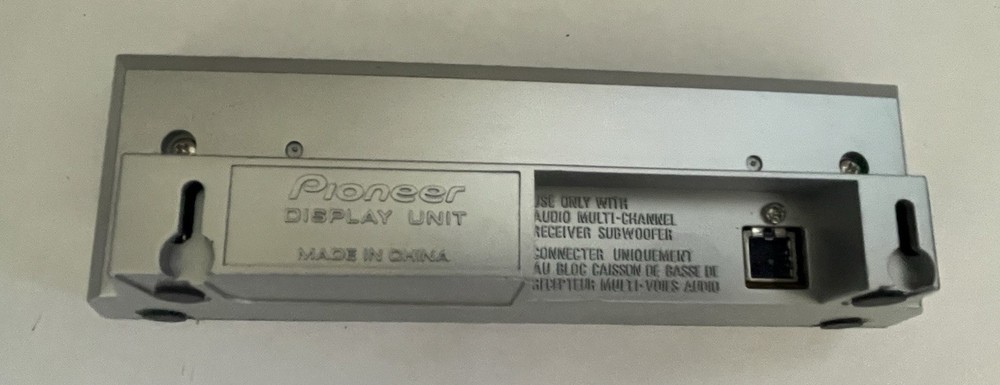 Pioneer
DISPLAY UNIT
MADE IN CHINA
USE ONLY WITH
AUDIO MULTI-CHANNEL
RECEIVER SUBWOOFER
CONNECTER UNIQUEMENT
AU BLOC CAISSON DE BASSE DE
RÉCEPTEUR MULTI-VOIES AUDIO